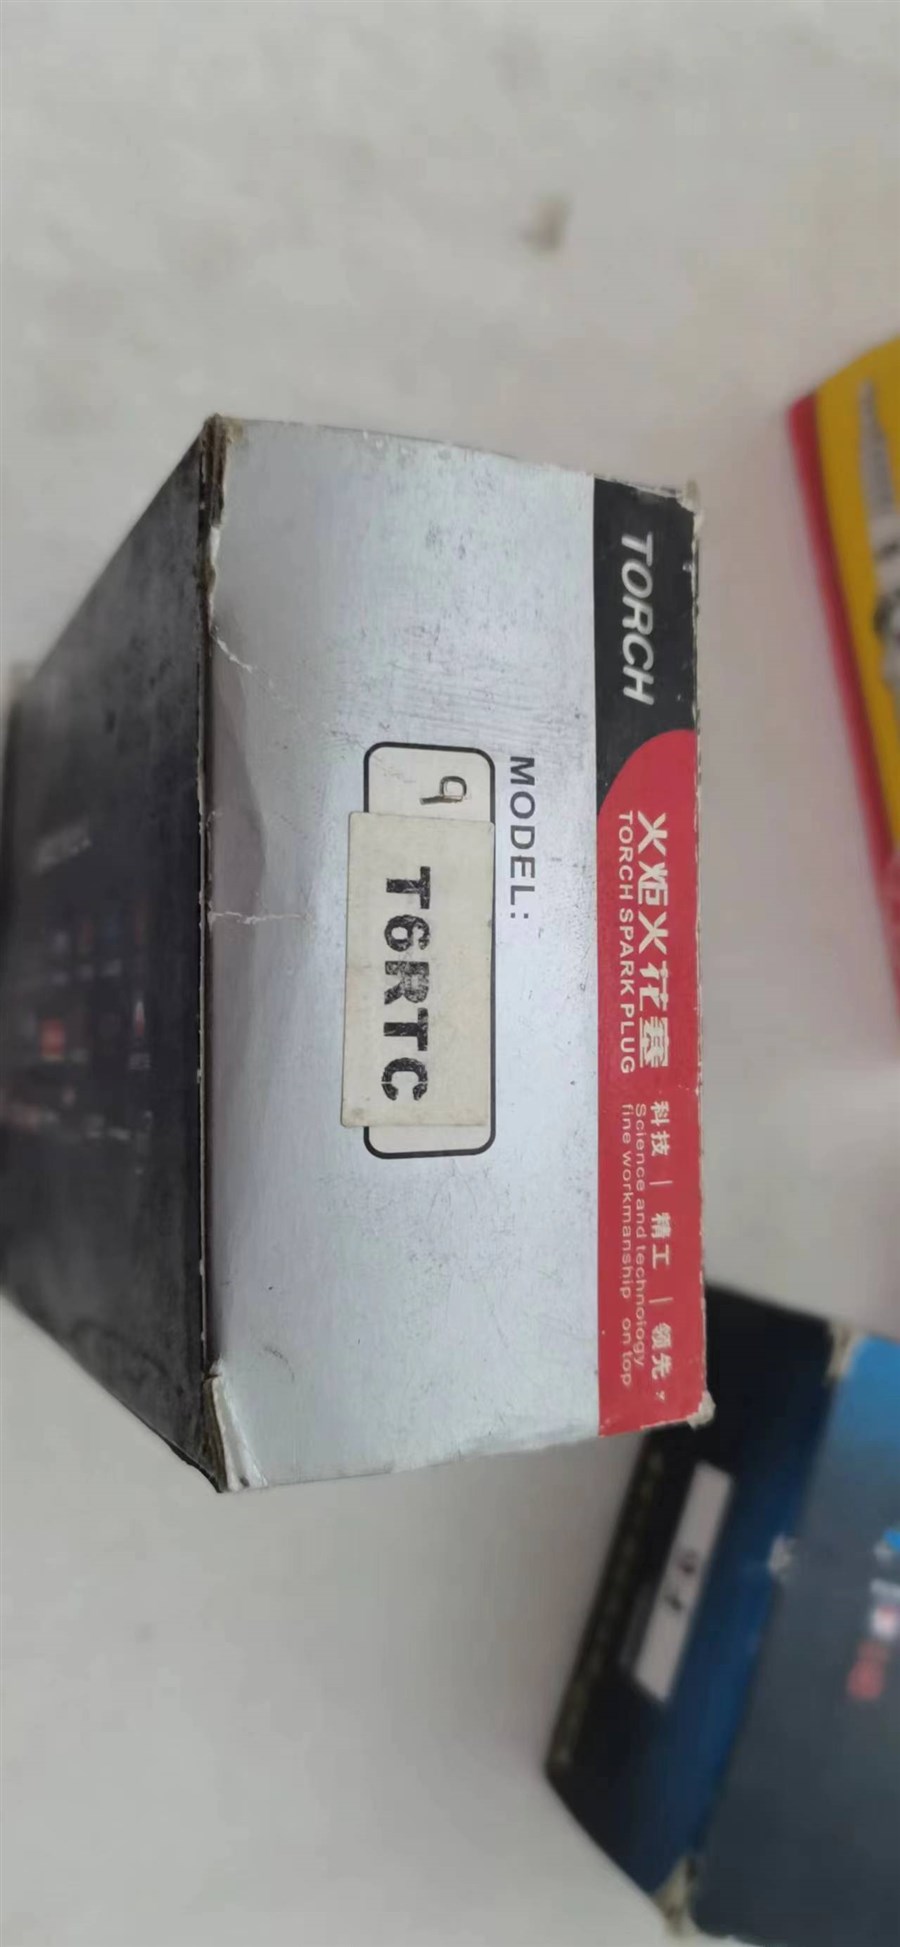 TORCH
火炬火花塞
TORCH SPARK PLUG
科技 | 精工 | 领先
Science and technology
fine workmanship on top
MODEL:
T6RTC